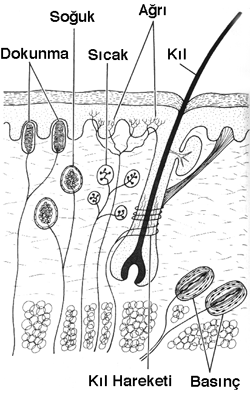 Soğuk
Ağrı
Dokunma
Sıcak
Kıl
Kıl Hareketi
Basınç